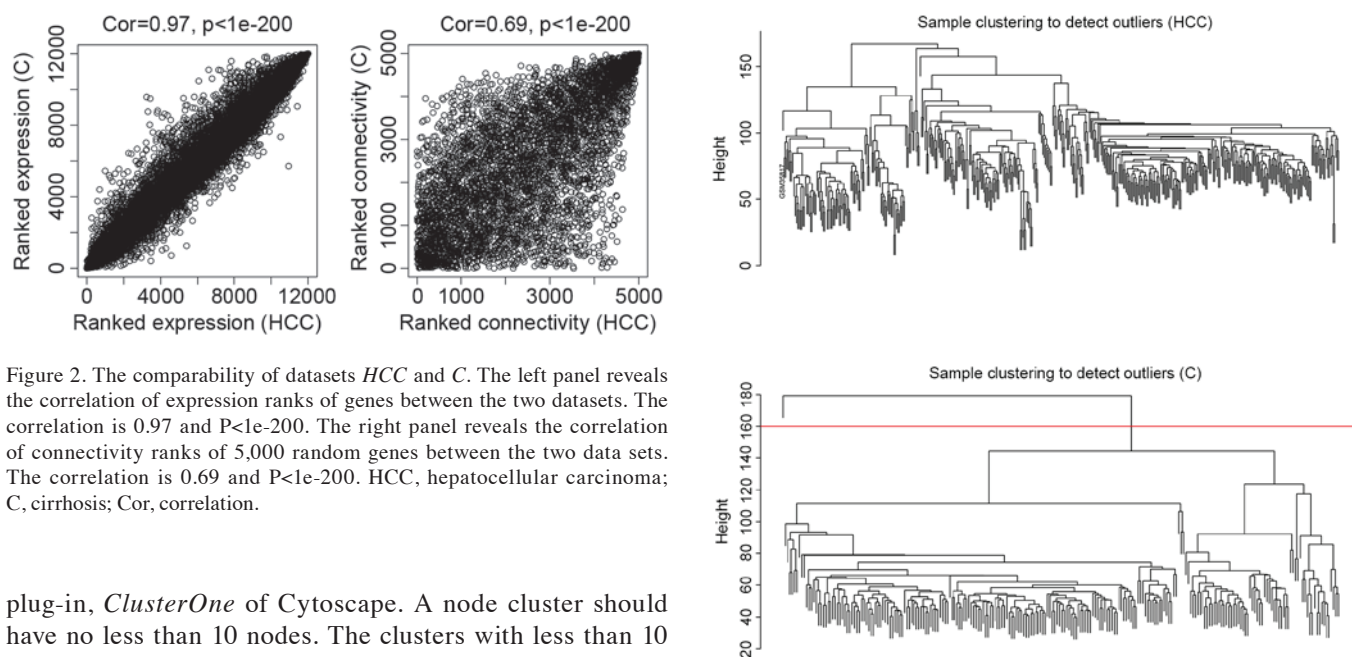 Cor=0.97, p<1e-200
Ranked expression (C)
12000
8000
4000
0
0 4000 8000 12000
Ranked expression (HCC)
Cor=0.69, p<1e-200
Ranked connectivity (C)
5000
3000
1000
0
0 1000 3000 5000
Ranked connectivity (HCC)
Figure 2. The comparability of datasets HCC and C. The left panel reveals
the correlation of expression ranks of genes between the two datasets. The
correlation is 0.97 and P<1e-200. The right panel reveals the correlation
of connectivity ranks of 5,000 random genes between the two data sets.
The correlation is 0.69 and P<1e-200. HCC, hepatocellular carcinoma;
C, cirrhosis; Cor, correlation.
plug-in, ClusterOne of Cytoscape. A node cluster should
have no less than 10 nodes. The clusters with less than 10
Sample clustering to detect outliers (HCC)
Height
150
100
50
0
Sample clustering to detect outliers (C)
Height
180
160
140
120
100
80
60
40
20